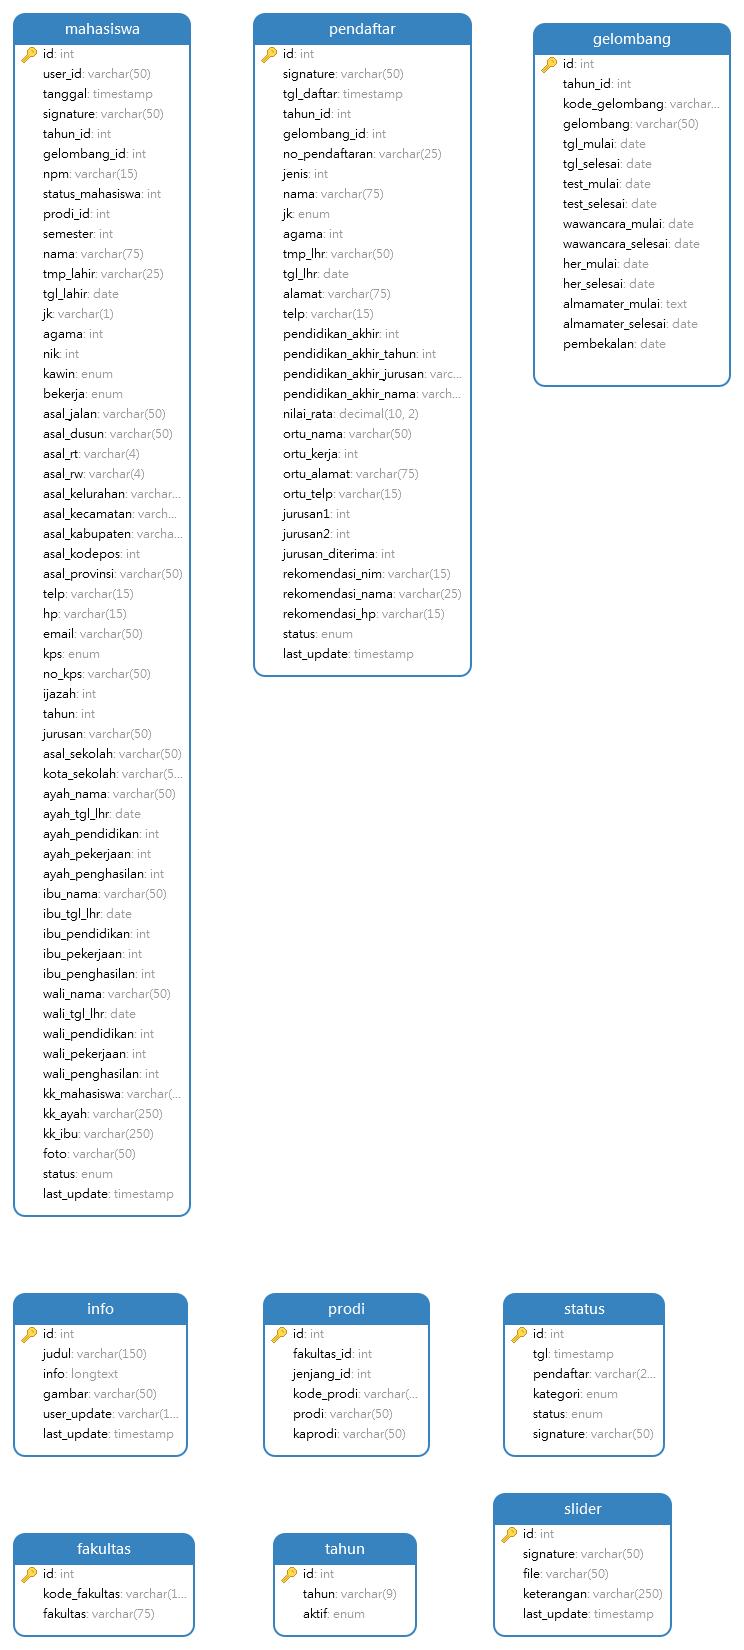 mahasiswa
id: int
user_id: varchar(50)
tanggal: timestamp
signature: varchar(50)
tahun_id: int
gelombang_id: int
npm: varchar(15)
status_mahasiswa: int
prodi_id: int
semester: int
nama: varchar(75)
tmp_lahir: varchar(25)
tgl_lahir: date
jk: varchar(1)
agama: int
nik: int
kawin: enum
bekerja: enum
asal_jalan: varchar(50)
asal_dusun: varchar(50)
asal_rt: varchar(4)
asal_rw: varchar(4)
asal_kelurahan: varchar...
asal_kecamatan: varch...
asal_kabupaten: varcha...
asal_kodepos: int
asal_provinsi: varchar(50)
telp: varchar(15)
hp: varchar(15)
email: varchar(50)
kps: enum
no_kps: varchar(50)
ijazah: int
tahun: int
jurusan: varchar(50)
asal_sekolah: varchar(50)
kota_sekolah: varchar(5...
ayah_nama: varchar(50)
ayah_tgl_lhr: date
ayah_pendidikan: int
ayah_pekerjaan: int
ayah_penghasilan: int
ibu_nama: varchar(50)
ibu_tgl_lhr: date
ibu_pendidikan: int
ibu_pekerjaan: int
ibu_penghasilan: int
wali_nama: varchar(50)
wali_tgl_lhr: date
wali_pendidikan: int
wali_pekerjaan: int
wali_penghasilan: int
kk_mahasiswa: varchar(...
kk_ayah: varchar(250)
kk_ibu: varchar(250)
foto: varchar(50)
status: enum
last_update: timestamp
pendaftar
id: int
signature: varchar(50)
tgl_daftar: timestamp
tahun_id: int
gelombang_id: int
no_pendaftaran: varchar(25)
jenis: int
nama: varchar(75)
jk: enum
agama: int
tmp_lhr: varchar(50)
tgl_lhr: date
alamat: varchar(75)
telp: varchar(15)
pendidikan_akhir: int
pendidikan_akhir_tahun: int
pendidikan_akhir_jurusan: varc...
pendidikan_akhir_nama: varch...
nilai_rata: decimal(10, 2)
ortu_nama: varchar(50)
ortu_kerja: int
ortu_alamat: varchar(75)
ortu_telp: varchar(15)
jurusan1: int
jurusan2: int
jurusan_diterima: int
rekomendasi_nim: varchar(15)
rekomendasi_nama: varchar(25)
rekomendasi_hp: varchar(15)
status: enum
last_update: timestamp
gelombang
id: int
tahun_id: int
kode_gelombang: varchar...
gelombang: varchar(50)
tgl_mulai: date
tgl_selesai: date
test_mulai: date
test_selesai: date
wawancara_mulai: date
wawancara_selesai: date
her_mulai: date
her_selesai: date
almamater_mulai: text
almamater_selesai: date
pembekalan: date
info
id: int
judul: varchar(150)
info: longtext
gambar: varchar(50)
user_update: varchar(1...
last_update: timestamp
prodi
id: int
fakultas_id: int
jenjang_id: int
kode_prodi: varchar(...
prodi: varchar(50)
kaprodi: varchar(50)
status
id: int
tgl: timestamp
pendaftar: varchar(2...
kategori: enum
status: enum
signature: varchar(50)
fakultas
id: int
kode_fakultas: varchar(1...
fakultas: varchar(75)
tahun
id: int
tahun: varchar(9)
aktif: enum
slider
id: int
signature: varchar(50)
file: varchar(50)
keterangan: varchar(250)
last_update: timestamp